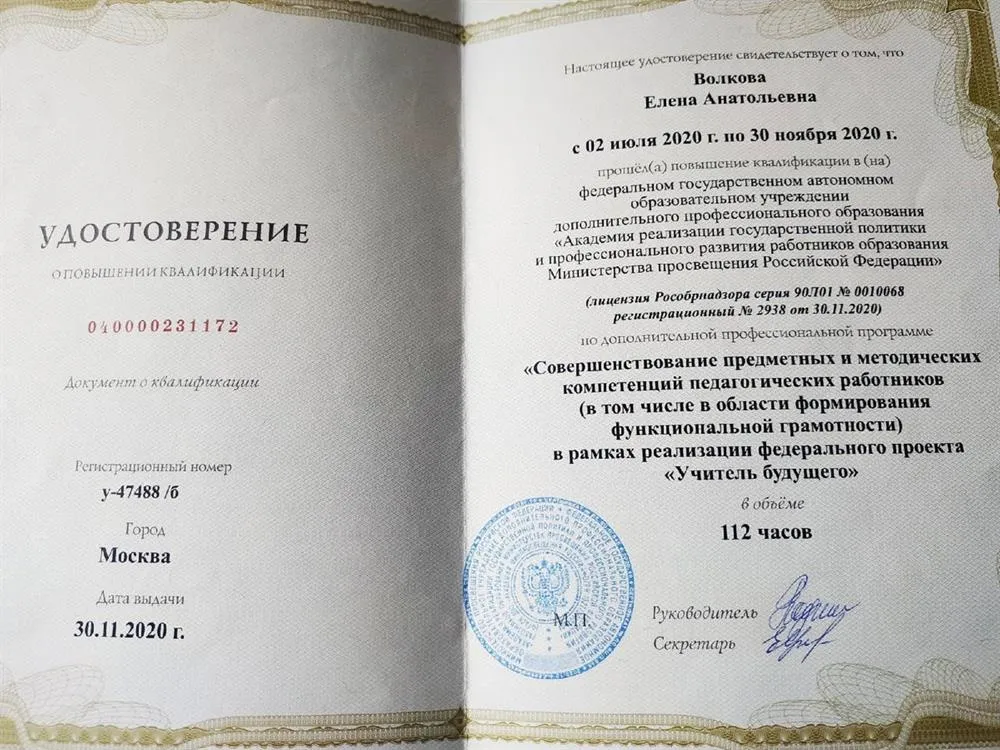 УДОСТОВЕРЕНИЕ
О ПОВЫШЕНИИ КВАЛИФИКАЦИИ
040000231172
Документ о квалификации
Регистрационный номер
у-47488 /б
Город
Москва
Дата выдачи
30.11.2020 г.
Настоящее удостоверение свидетельствует о том, что
Волкова
Елена Анатольевна
с 02 июля 2020 г. по 30 ноября 2020 г.
прошёл(а) повышение квалификации в (на)
федеральном государственном автономном
образовательном учреждении
дополнительного профессионального образования
«Академия реализации государственной политики
и профессионального развития работников образования
Министерства просвещения Российской Федерации»
(лицензия Рособрнадзора серия 90Л01 № 0010068
регистрационный № 2938 от 30.11.2020)
по дополнительной профессиональной программе
«Совершенствование предметных и методических
компетенций педагогических работников
(в том числе в области формирования
функциональной грамотности)
в рамках реализации федерального проекта
«Учитель будущего»
в объёме
112 часов
М.П.
Руководитель
Секретарь